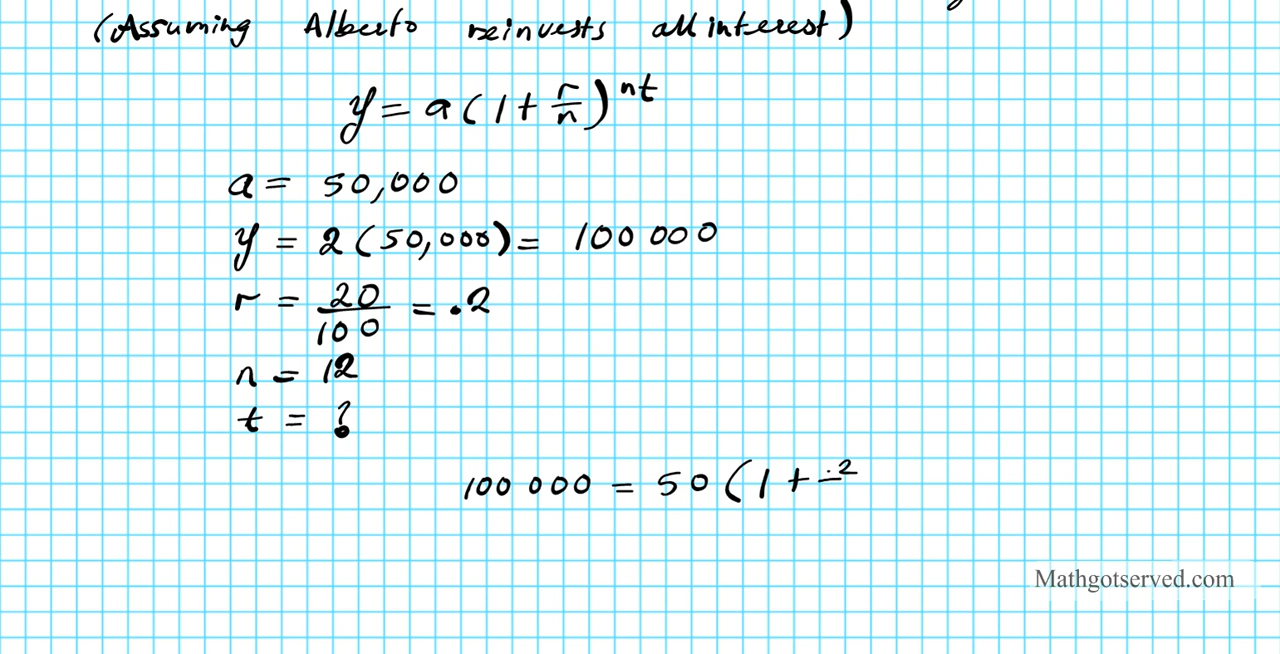 (Assuming Alberto reinvests all interest)
y = a(1 + r/n)^nt
a = 50,000
y = 2(50,000) = 100 000
r = 20/100 = .2
n = 12
t = ?
100 000 = 50(1 + .2
Mathgotserved.com